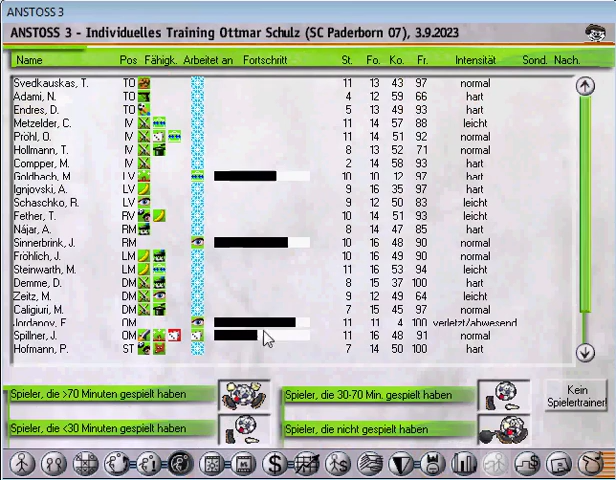 ANSTOSS 3
ANSTOSS 3 - Individuelles Training Ottmar Schulz (SC Paderborn 07), 3.9.2023
Name Pos Fähigk. Arbeitet an Fortschritt St. Fo. Ko. Fr. Intensität Sond. Nach.
Svedkauskas, T. TO 11 13 43 97 normal
Adami, N. TO 4 12 59 66 hart
Endres, D. TO 5 13 49 93 hart
Metzelder, C. IV 11 14 57 88 leicht
Pröhl, O. IV 11 14 51 92 normal
Hollmann, T. IV 8 13 52 71 normal
Compper, M. IV 2 14 58 93 hart
Goldbach, M. LV 10 10 12 97 hart
Ignjovski, A. LV 9 16 35 97 hart
Schaschko, R. LV 9 12 50 83 leicht
Fether, T. RV 10 14 51 93 leicht
Nájar, A. RM 8 14 47 85 hart
Sinnerbrink, J. RM 10 16 48 90 normal
Fröhlich, J. LM 10 16 49 90 normal
Steinwarth, M. LM 11 16 53 94 leicht
Demme, D. DM 8 15 37 100 hart
Zeitz, M. DM 9 12 49 64 leicht
Caligiuri, M. DM 7 15 45 97 normal
Jordanov, E. OM 11 11 4 100 verletzt/abwesend
Spillner, J. OM 11 16 48 91 normal
Hofmann, P. ST 7 14 50 100 hart
Spieler, die >70 Minuten gespielt haben
Spieler, die 30-70 Min. gespielt haben
Kein
Spielertrainer!
Spieler, die <30 Minuten gespielt haben
Spieler, die nicht gespielt haben